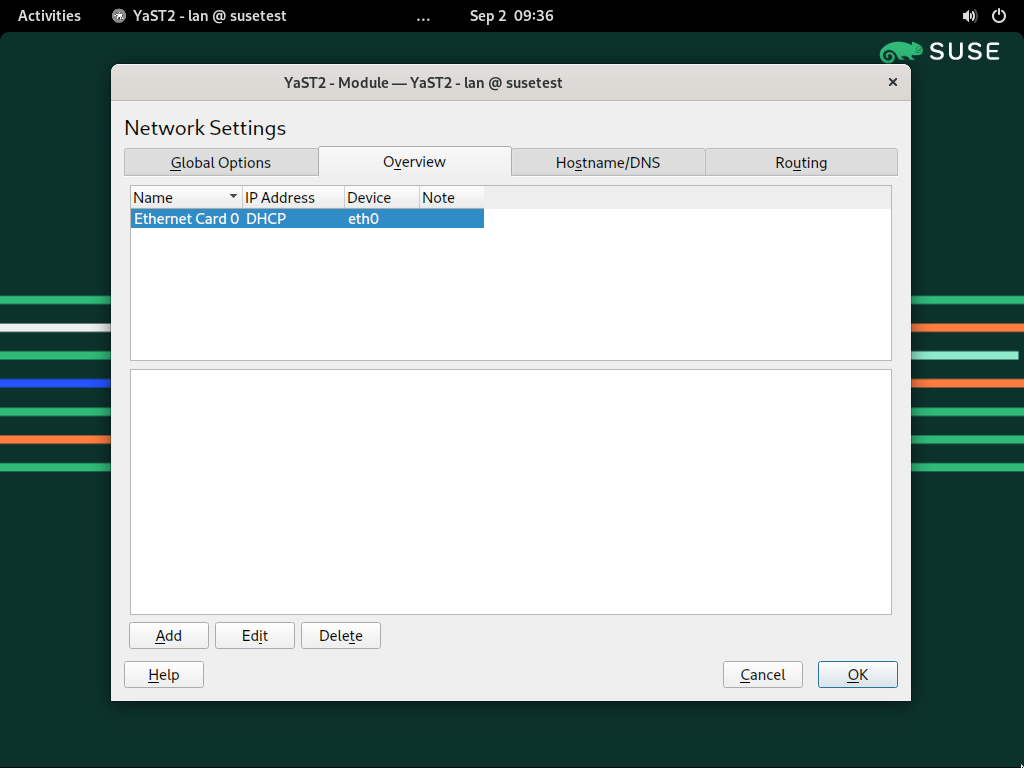 Activities YaST2 - lan @ susetest ... Sep 2 09:36
SUSE
YaST2 - Module — YaST2 - lan @ susetest ×
Network Settings
Global Options Overview Hostname/DNS Routing
Name IP Address Device Note
Ethernet Card 0 DHCP eth0
Add Edit Delete
Help Cancel OK